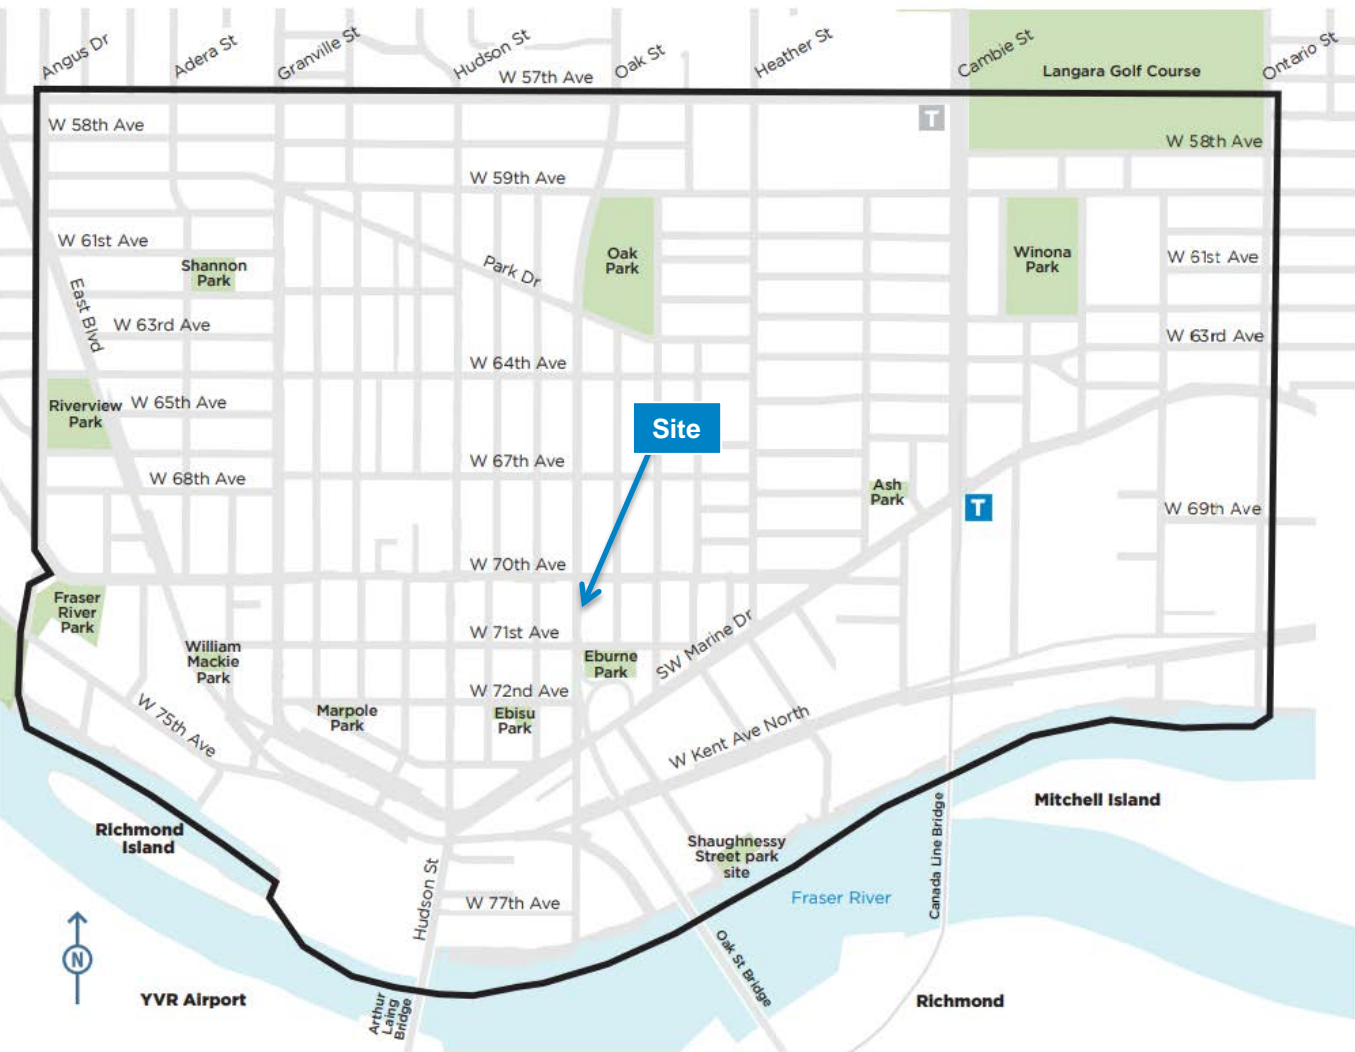 Angus Dr
Adera St
Granville St
Hudson St
W 57th Ave
Oak St
Heather St
Cambie St
Langara Golf Course
Ontario St
W 58th Ave
T
W 58th Ave
W 59th Ave
W 61st Ave
Shannon
Park
Park Dr
Oak
Park
Winona
Park
W 61st Ave
East Blvd
W 63rd Ave
W 63rd Ave
W 64th Ave
Riverview
Park
W 65th Ave
Site
W 67th Ave
W 68th Ave
Ash
Park
T
W 69th Ave
W 70th Ave
Fraser
River
Park
W 71st Ave
William
Mackie
Park
Eburne
Park
SW Marine Dr
W 72nd Ave
Marpole
Park
Ebisu
Park
W 75th Ave
W Kent Ave North
Mitchell Island
Richmond
Island
Shaughnessy
Street park
site
Canada Line Bridge
Fraser River
Hudson St
W 77th Ave
N
Oak St Bridge
YVR Airport
Arthur
Laing
Bridge
Richmond